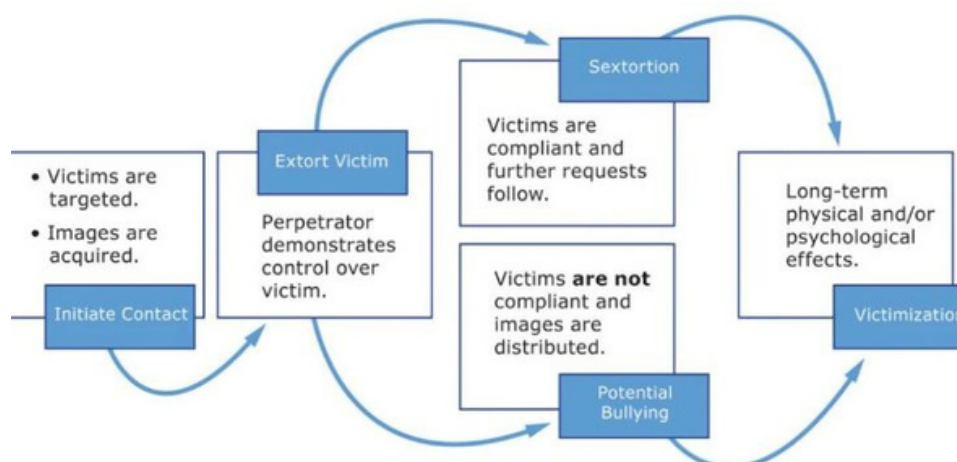 • Victims are
targeted.
• Images are
acquired.
Initiate Contact
Extort Victim
Perpetrator
demonstrates
control over
victim.
Sextortion
Victims are
compliant and
further requests
follow.
Victims are not
compliant and
images are
distributed.
Potential
Bullying
Long-term
physical and/or
psychological
effects.
Victimization